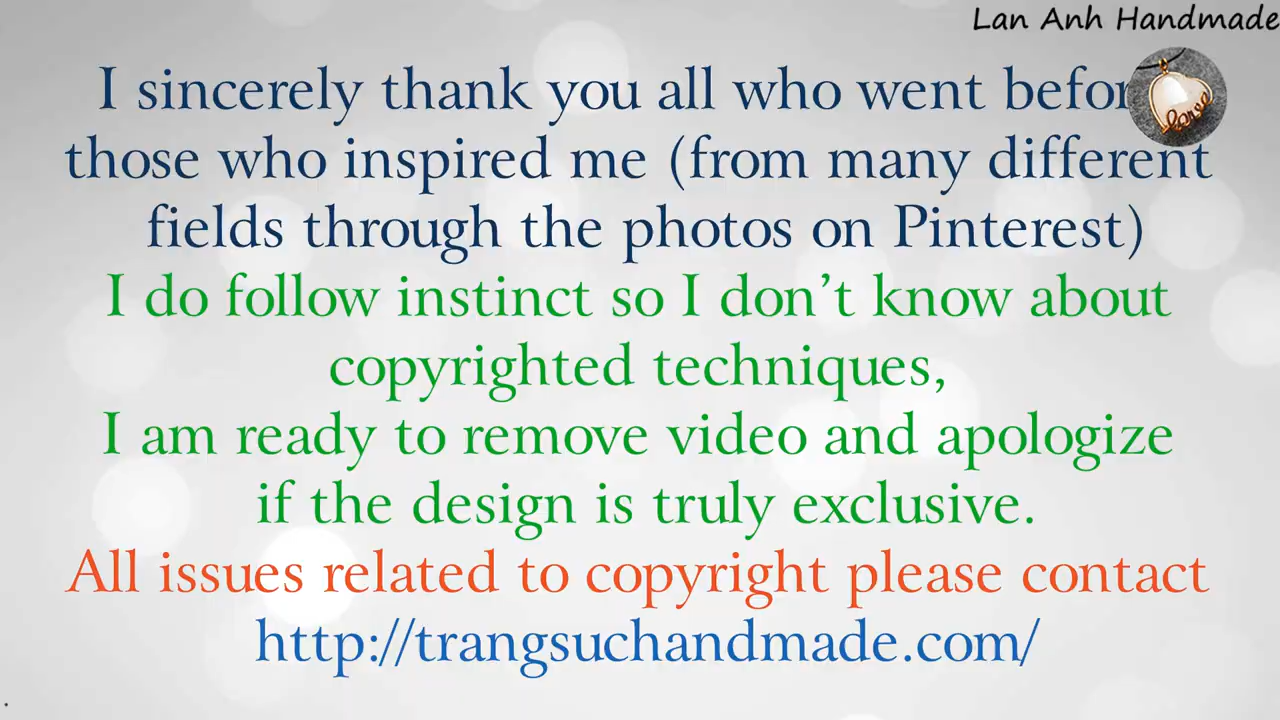 Lan Anh Handmade
I sincerely thank you all who went before
those who inspired me (from many different
fields through the photos on Pinterest)
I do follow instinct so I don’t know about
copyrighted techniques,
I am ready to remove video and apologize
if the design is truly exclusive.
All issues related to copyright please contact
http://trangsuchandmade.com/